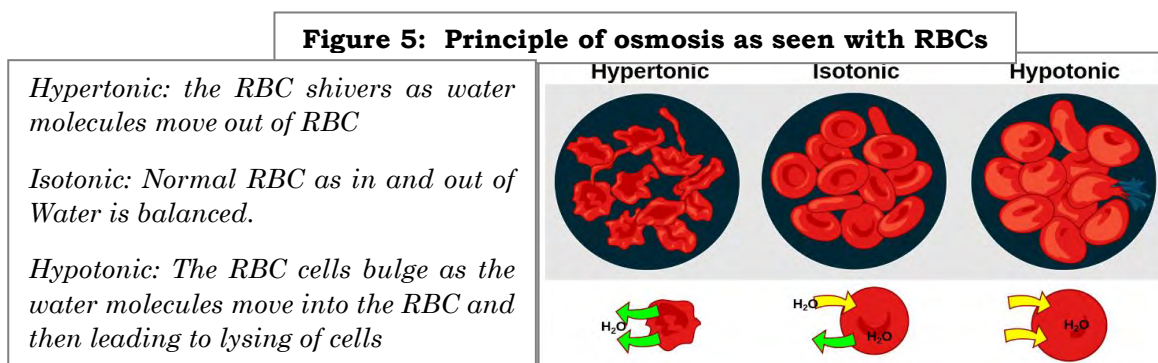 Figure 5: Principle of osmosis as seen with RBCs
Hypertonic: the RBC shivers as water
molecules move out of RBC
Isotonic: Normal RBC as in and out of
Water is balanced.
Hypotonic: The RBC cells bulge as the
water molecules move into the RBC and
then leading to lysing of cells
Hypertonic Isotonic Hypotonic
H₂O H₂O H₂O H₂O